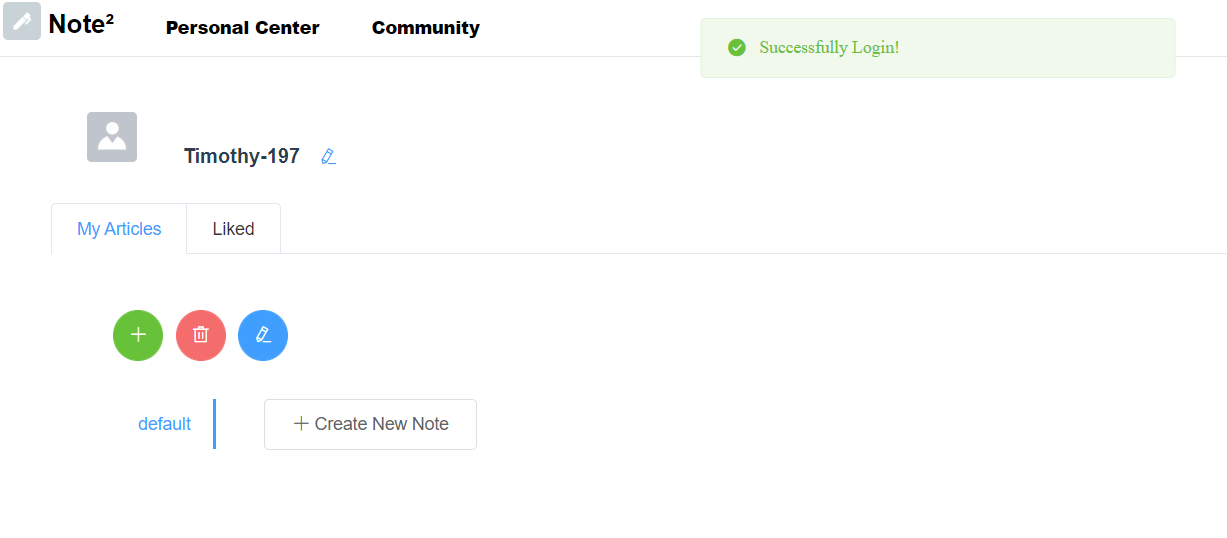 Note²
Personal Center
Community
Successfully Login!
Timothy-197
My Articles
Liked
default
Create New Note